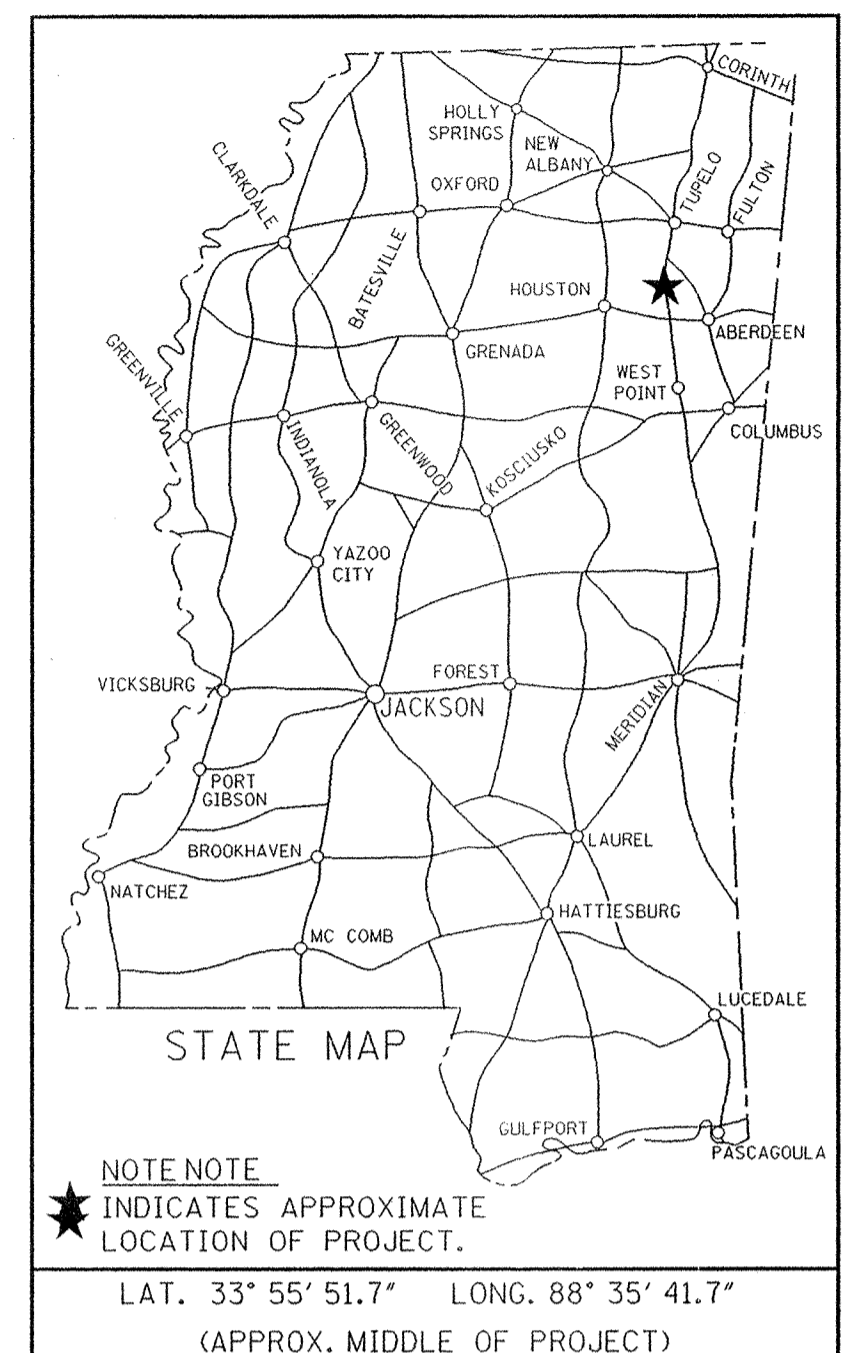 CORINTH
HOLLY
SPRINGS
NEW
ALBANY
CLARKDALE
OXFORD
TUPELO
FULTON
BATESVILLE
HOUSTON
ABERDEEN
GREENVILLE
GRENADA
WEST
POINT
COLUMBUS
INDIANOLA
GREENWOOD
KOSCIUSKO
YAZOO
CITY
VICKSBURG
FOREST
JACKSON
MERIDIAN
PORT
GIBSON
BROOKHAVEN
LAUREL
NATCHEZ
HATTIESBURG
MC COMB
LUCEDALE
STATE MAP
GULFPORT
PASCAGOULA
NOTENOTE
INDICATES APPROXIMATE
LOCATION OF PROJECT.
LAT. 33° 55' 51.7" LONG. 88° 35' 41.7"
(APPROX. MIDDLE OF PROJECT)